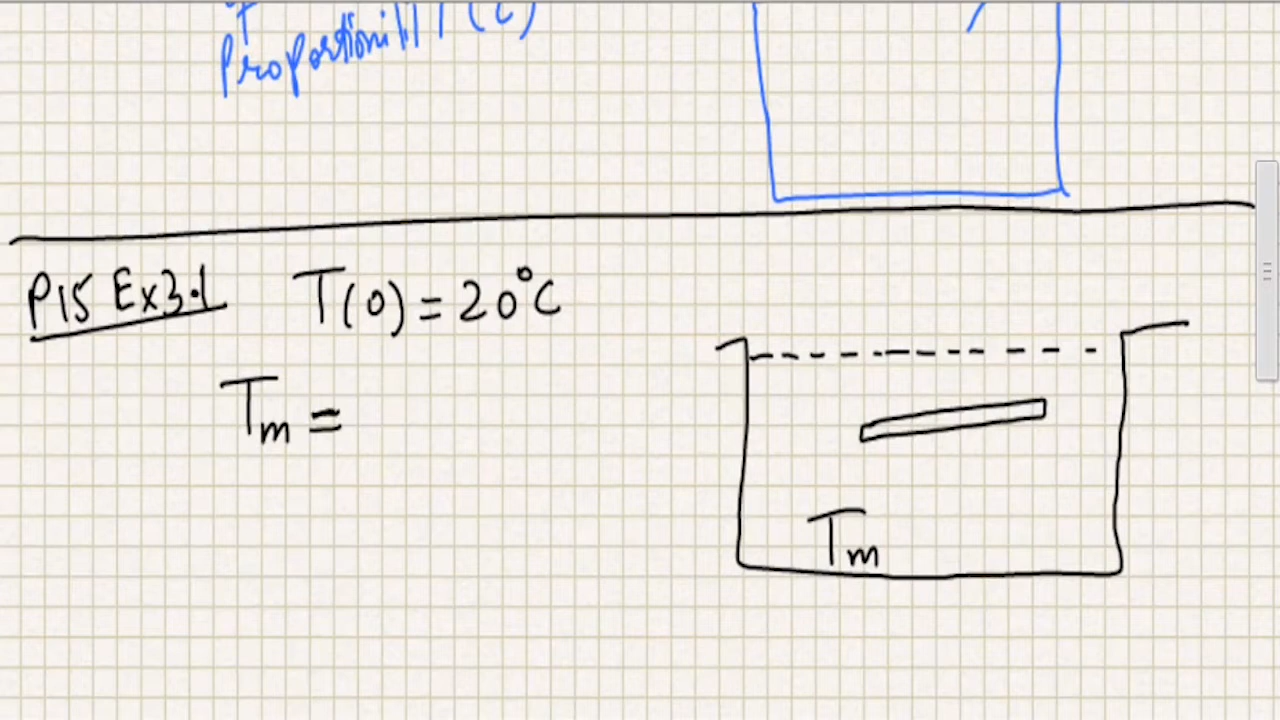 P15 Ex3.1 T(0) = 20°C
Tm =
Tm